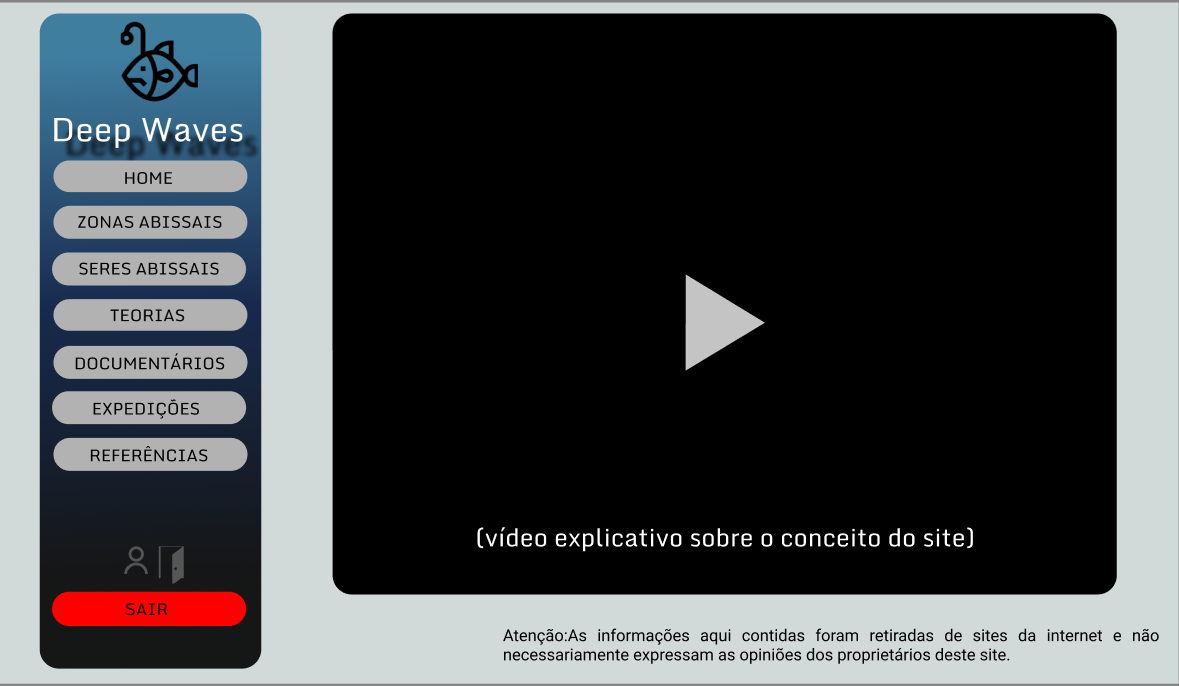 Deep Waves
HOME
ZONAS ABISSAIS
SERES ABISSAIS
TEORIAS
DOCUMENTÁRIOS
EXPEDIÇÕES
REFERÊNCIAS
SAIR
(vídeo explicativo sobre o conceito do site)
Atenção:As informações aqui contidas foram retiradas de sites da internet e não
necessariamente expressam as opiniões dos proprietários deste site.